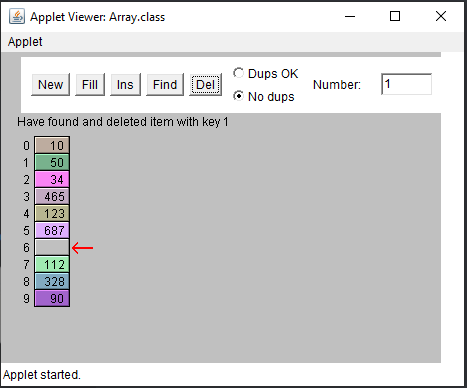 Applet Viewer: Array.class
Applet
New Fill Ins Find Del Dups OK No dups Number: 1
Have found and deleted item with key 1
0 10
1 50
2 34
3 465
4 123
5 687
6
7 112
8 328
9 90
Applet started.